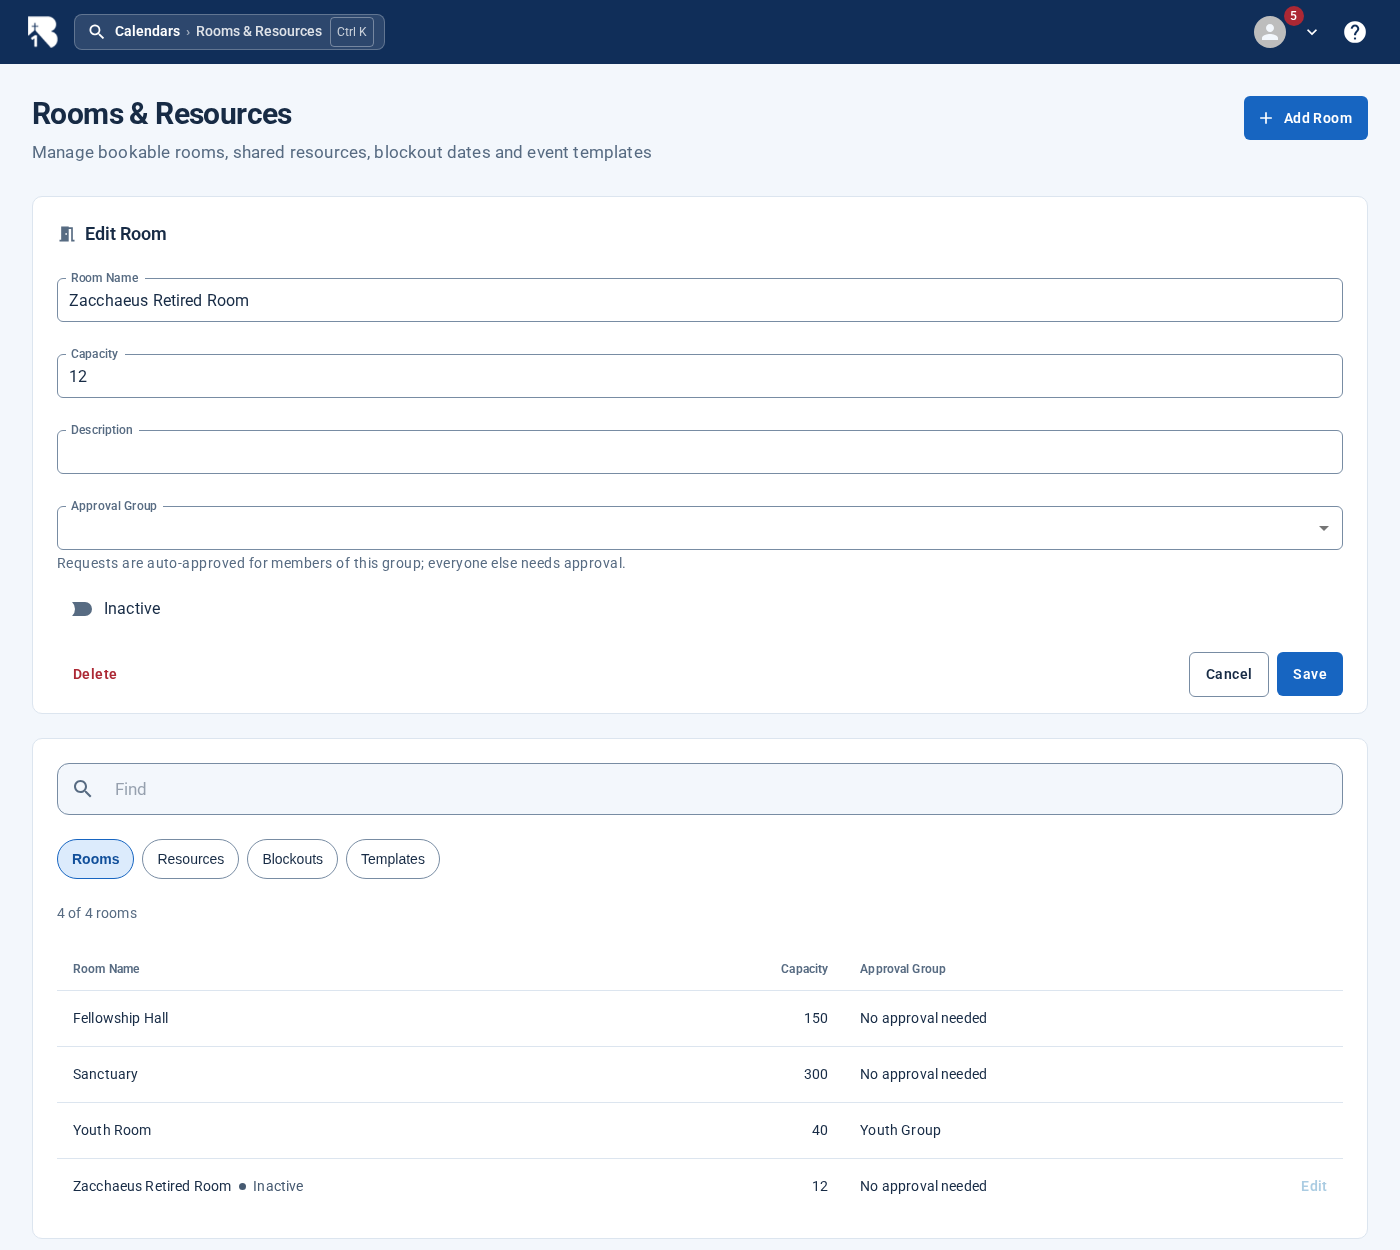 Calendars › Rooms & Resources Ctrl K
5
Rooms & Resources
Add Room
Manage bookable rooms, shared resources, blockout dates and event templates
Edit Room
Room Name
Zacchaeus Retired Room
Capacity
12
Description
Approval Group
Requests are auto-approved for members of this group; everyone else needs approval.
Inactive
Delete
Cancel
Save
Find
Rooms
Resources
Blockouts
Templates
4 of 4 rooms
Room Name Capacity Approval Group
Fellowship Hall 150 No approval needed
Sanctuary 300 No approval needed
Youth Room 40 Youth Group
Zacchaeus Retired Room Inactive 12 No approval needed Edit